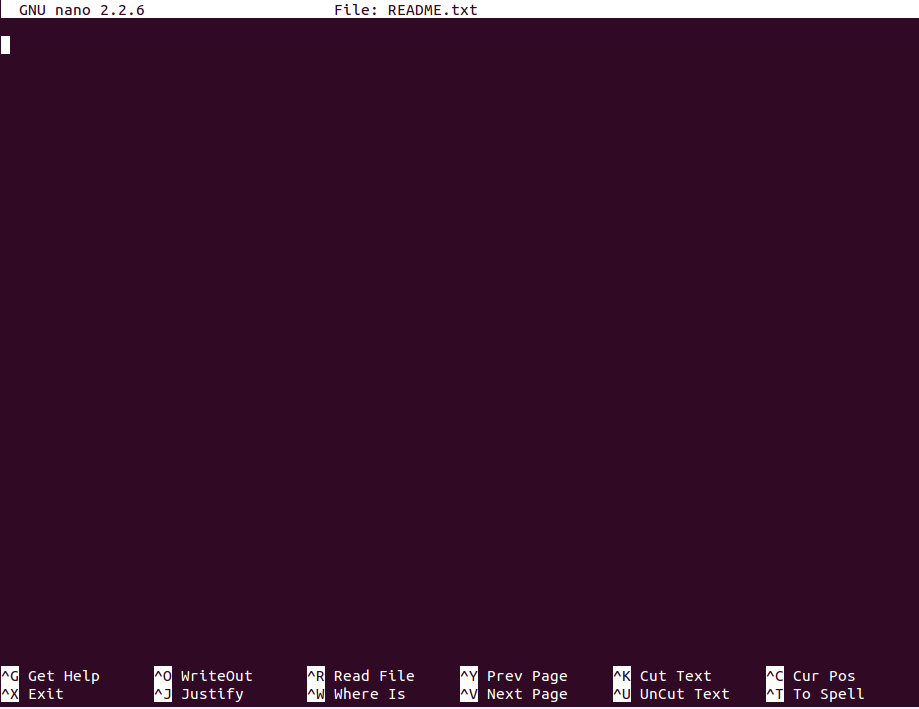 GNU nano 2.2.6 File: README.txt
^G Get Help ^O WriteOut ^R Read File ^Y Prev Page ^K Cut Text ^C Cur Pos
^X Exit ^J Justify ^W Where Is ^V Next Page ^U UnCut Text ^T To Spell